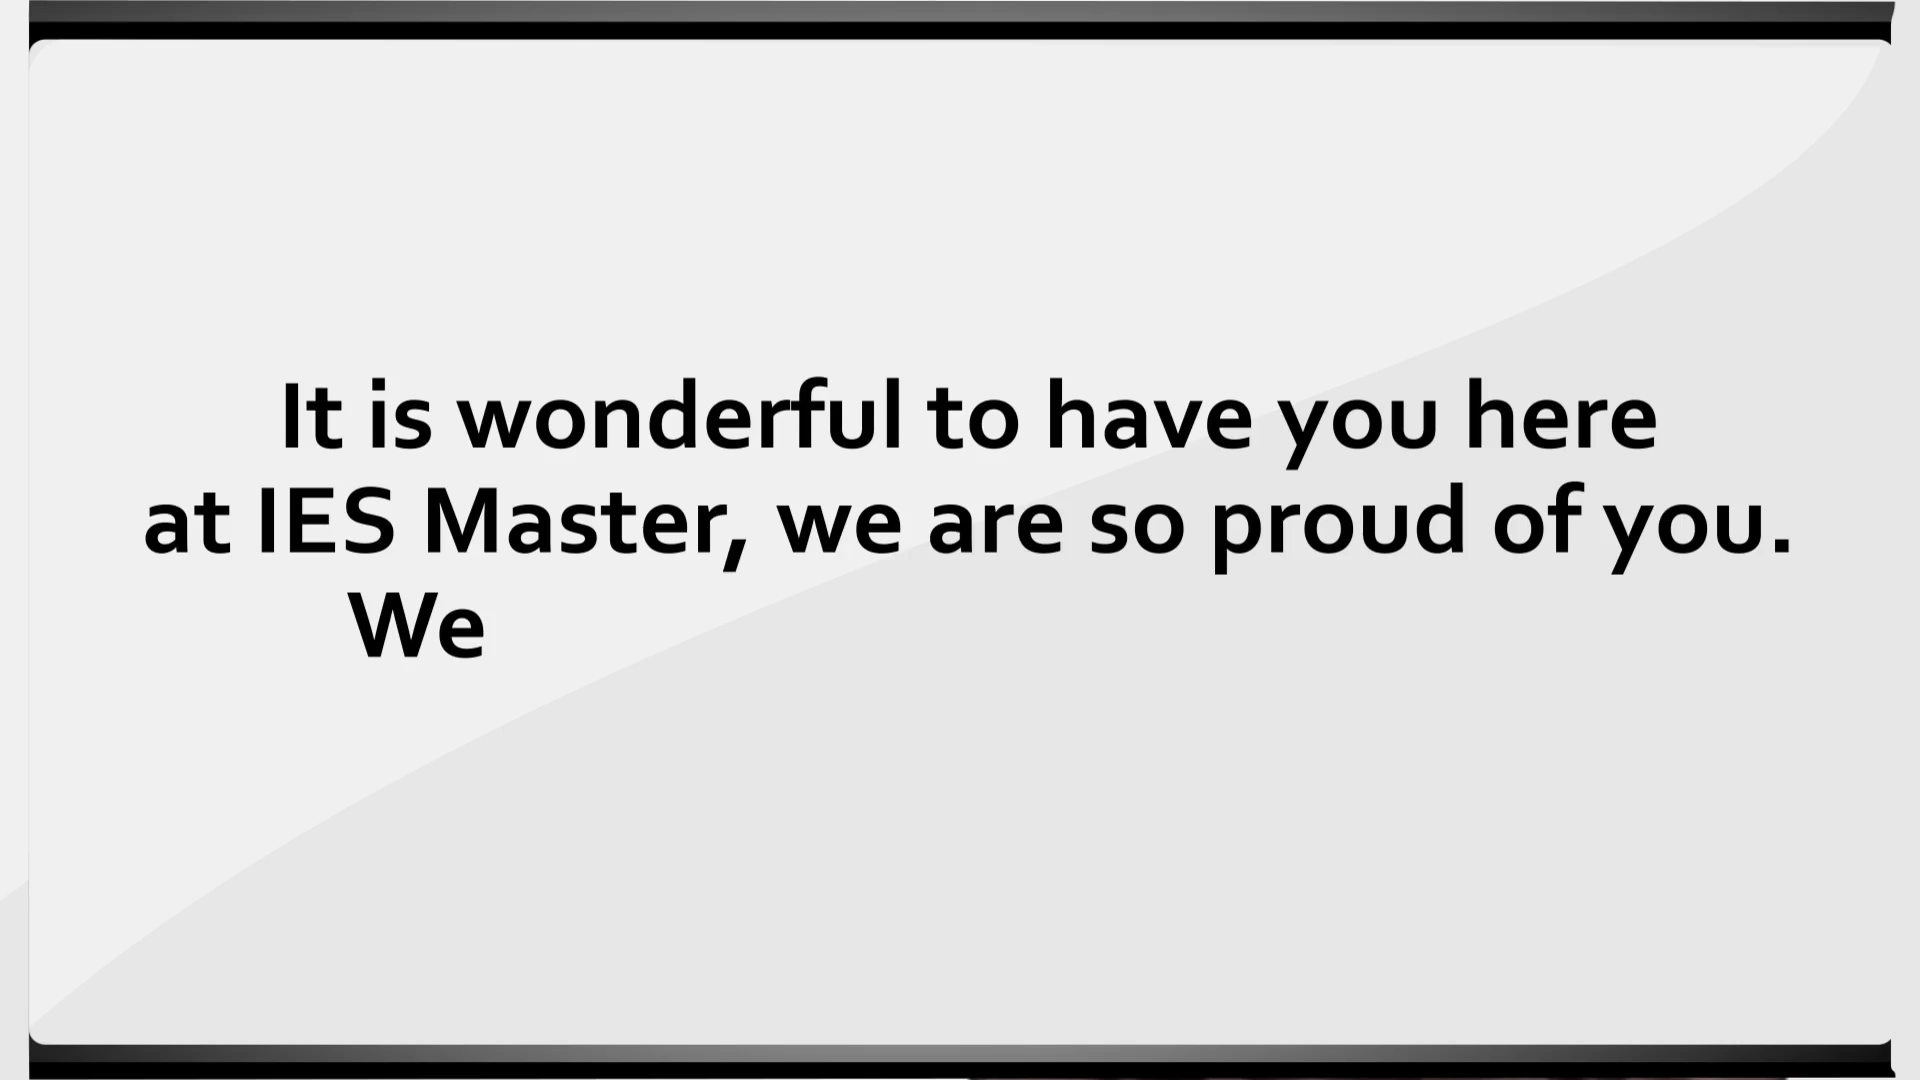 It is wonderful to have you here
at IES Master, we are so proud of you.
We